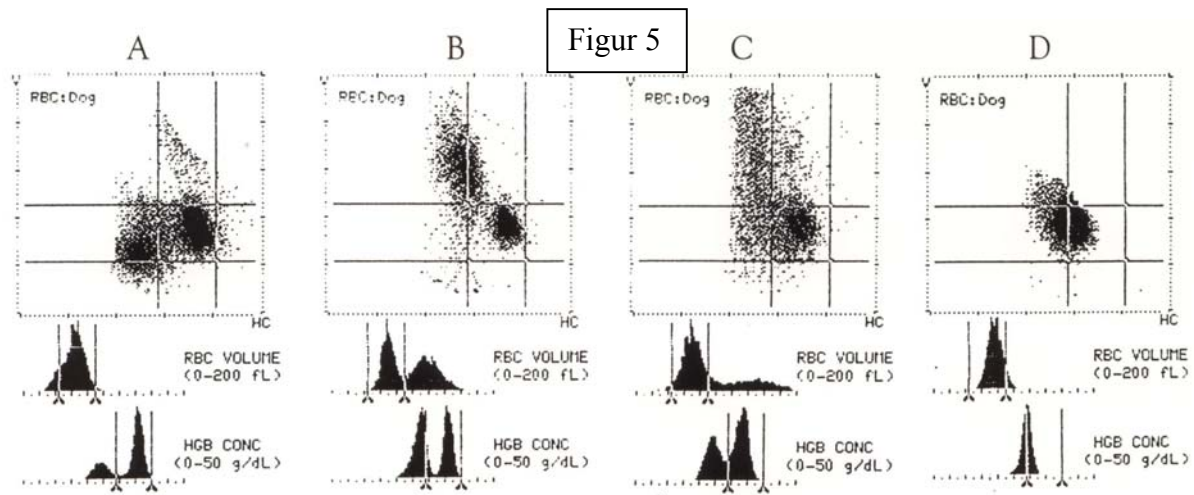 Figur 5
A
B
C
D
V
RBC:Dog
HC
RBC VOLUME
(0-200 fL)
HGB CONC
(0-50 g/dL)
RBC:Dog
HC
RBC VOLUME
(0-200 fL)
HGB CONC
(0-50 g/dL)
V
RBC:Dog
HC
RBC VOLUME
(0-200 fL)
HGB CONC
(0-50 g/dL)
V
RBC:Dog
HC
RBC VOLUME
(0-200 fL)
HGB CONC
(0-50 g/dL)